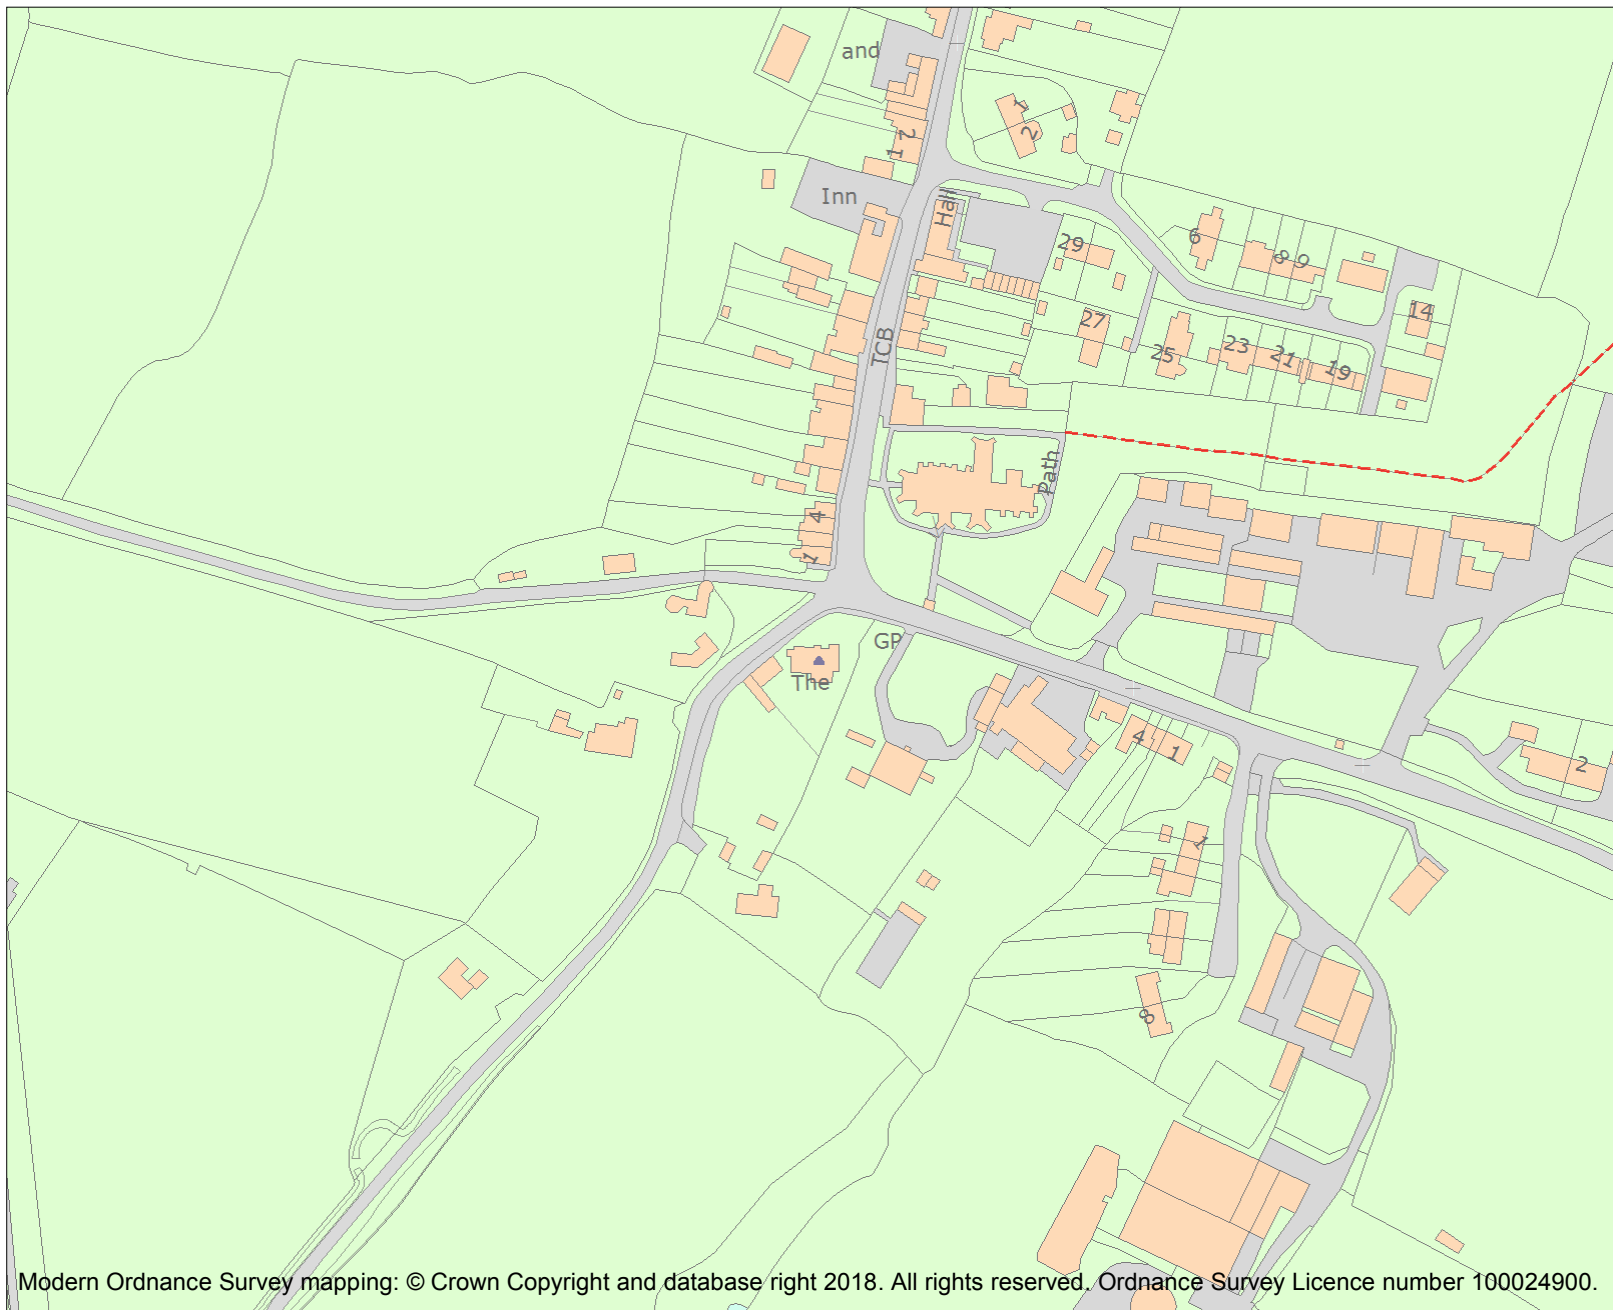 and
1
2
2
1
Inn
Hall
29
6
8
9
14
27
TCB
25
23
21
19
Path
4
1
GP
The
4
1
2
1
8
Modern Ordnance Survey mapping: © Crown Copyright and database right 2018. All rights reserved. Ordnance Survey Licence number 100024900.